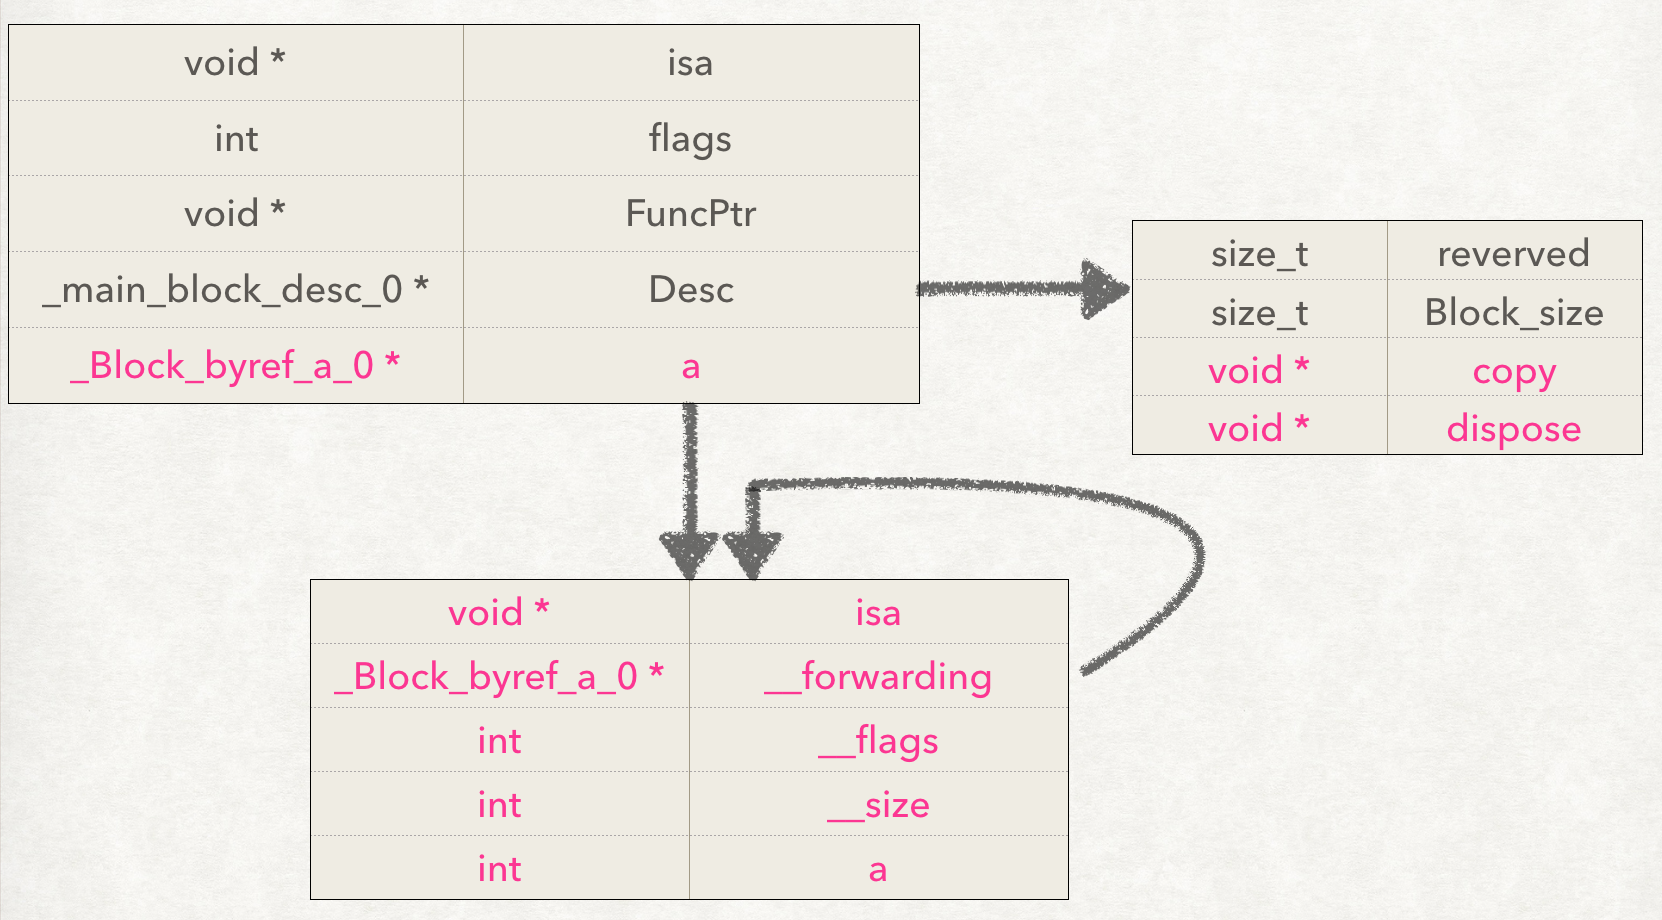 void * isa
int flags
void * FuncPtr
_main_block_desc_0 * Desc
_Block_byref_a_0 * a
size_t reverved
size_t Block_size
void * copy
void * dispose
void * isa
_Block_byref_a_0 * __forwarding
int __flags
int __size
int a